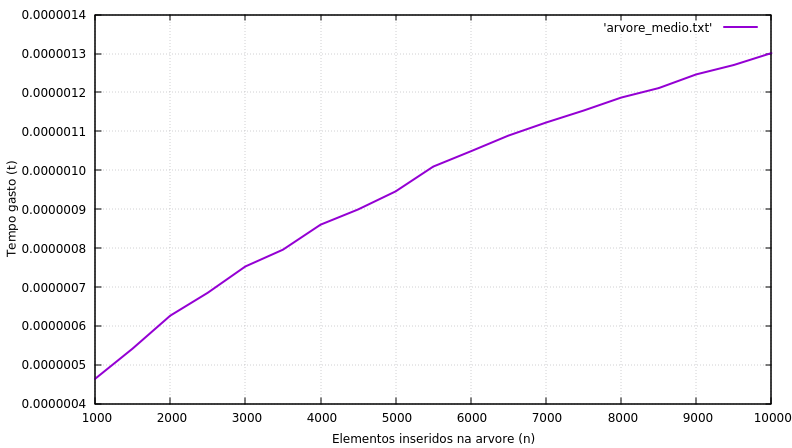 0.0000014
'arvore_medio.txt'
0.0000013
0.0000012
0.0000011
0.0000010
0.0000009
0.0000008
0.0000007
0.0000006
0.0000005
0.0000004
Tempo gasto (t)
1000 2000 3000 4000 5000 6000 7000 8000 9000 10000
Elementos inseridos na arvore (n)